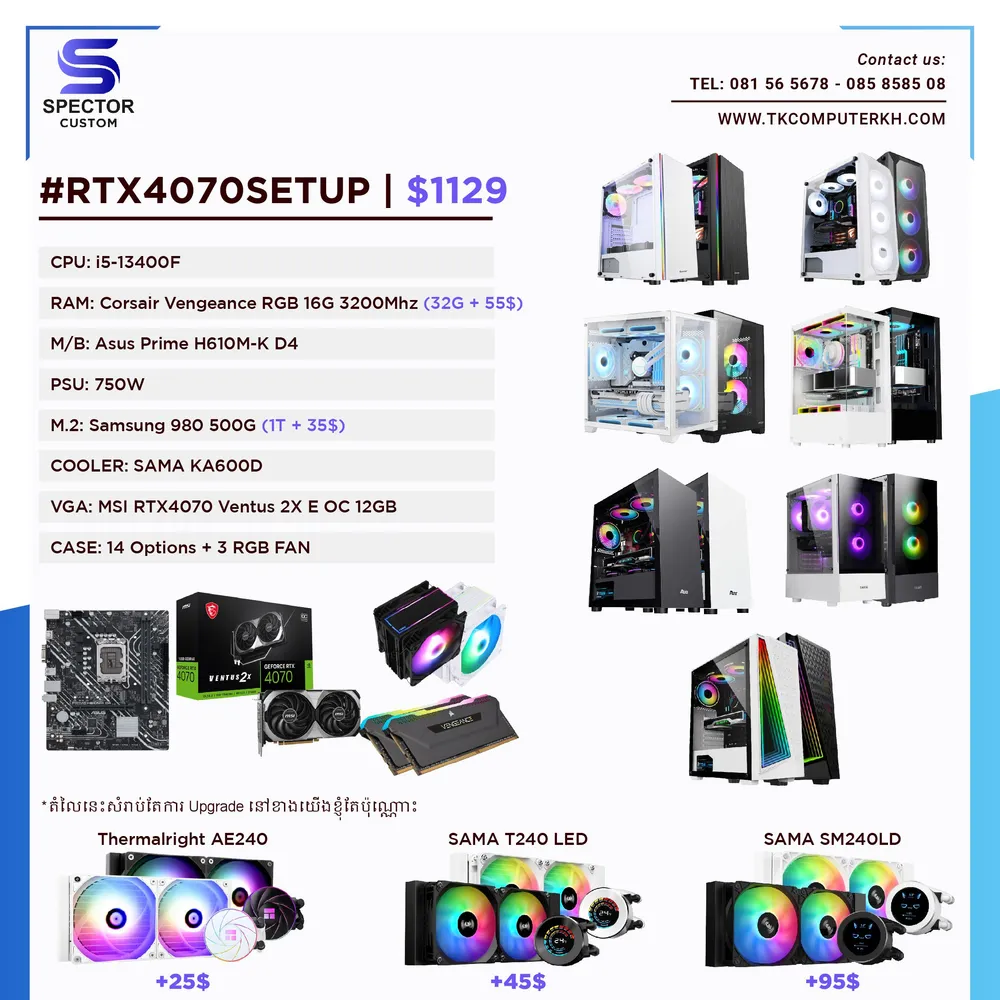 SPECTOR
CUSTOM
Contact us:
TEL: 081 56 5678 - 085 8585 08
WWW.TKCOMPUTERKH.COM
#RTX4070SETUP | $1129
CPU: i5-13400F
RAM: Corsair Vengeance RGB 16G 3200Mhz (32G + 55$)
M/B: Asus Prime H610M-K D4
PSU: 750W
M.2: Samsung 980 500G (1T + 35$)
COOLER: SAMA KA600D
VGA: MSI RTX4070 Ventus 2X E OC 12GB
CASE: 14 Options + 3 RGB FAN
VENTUS 2X
GEFORCE RTX
4070
4070
VENGEANCE
*តំលៃនេះសំរាប់តែការ Upgrade នៅខាងយើងខ្ញុំតែប៉ុណ្ណោះ
Thermalright AE240
SAMA T240 LED
SAMA SM240LD
+25$
+45$
+95$